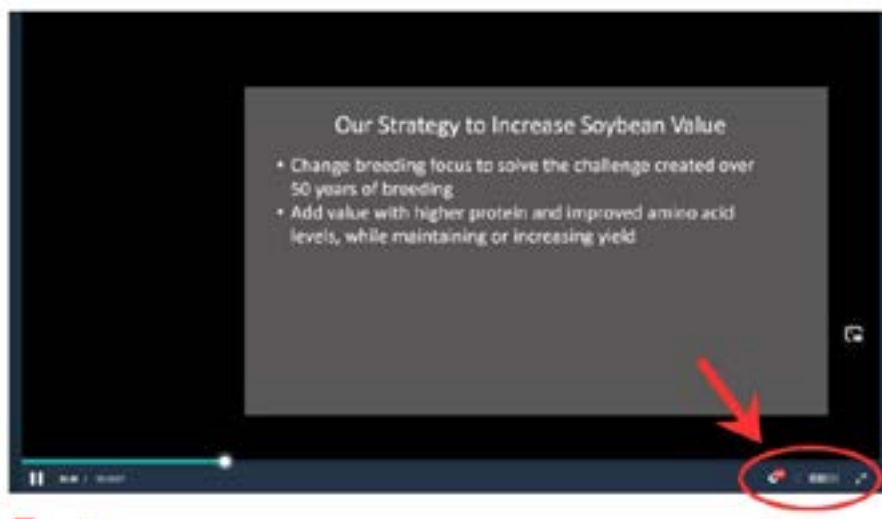 Our Strategy to Increase Soybean Value
• Change breeding focus to solve the challenge created over
50 years of breeding
• Add value with higher protein and improved amino acid
levels, while maintaining or increasing yield